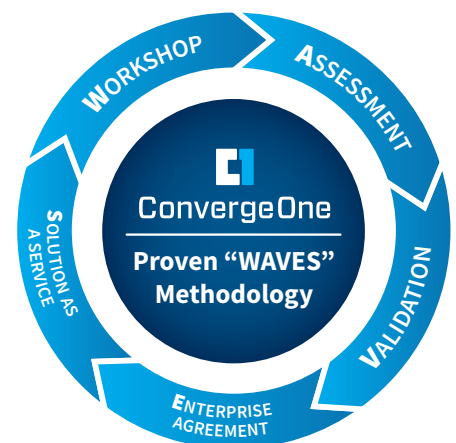 WORKSHOP
ASSESSMENT
VALIDATION
ENTERPRISE
AGREEMENT
SOLUTION AS
A SERVICE
ConvergeOne
Proven “WAVES”
Methodology